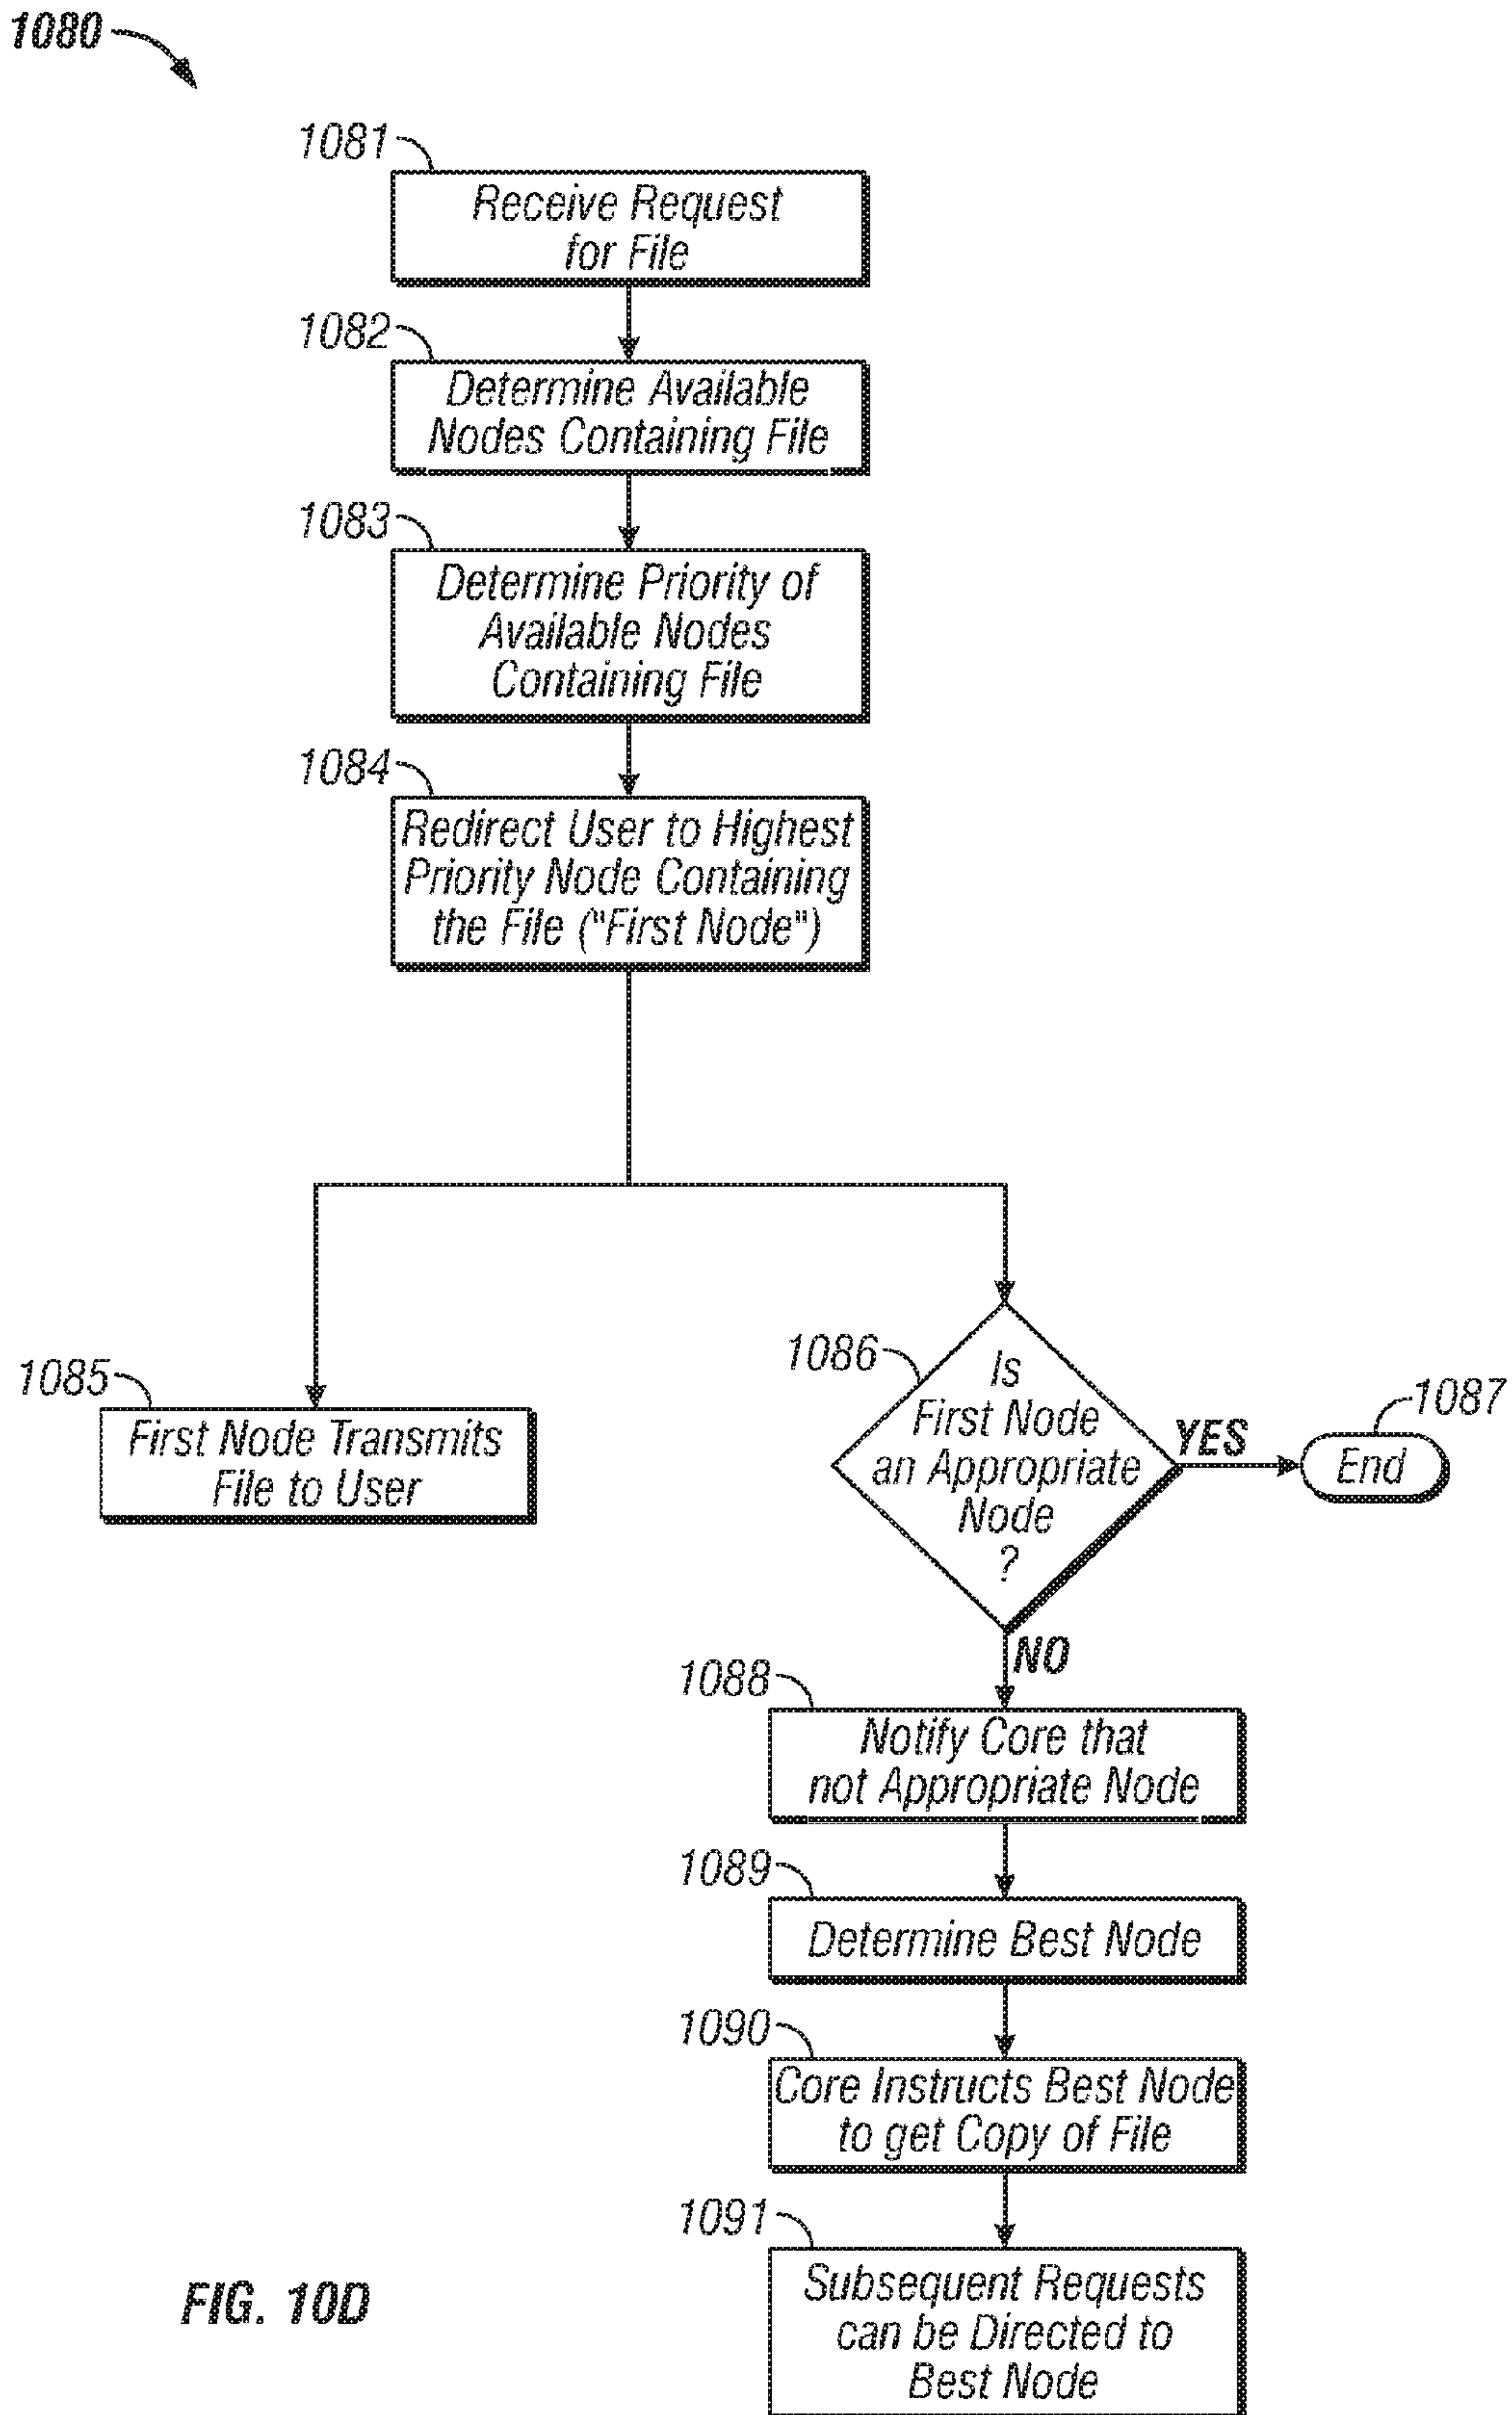 1080
1081
Receive Request
for File
1082
Determine Available
Nodes Containing File
1083
Determine Priority of
Available Nodes
Containing File
1084
Redirect User to Highest
Priority Node Containing
the File ("First Node")
1085
First Node Transmits
File to User
1086
Is
First Node
an Appropriate
Node
?
YES
1087
End
NO
1088
Notify Core that
not Appropriate Node
1089
Determine Best Node
1090
Core Instructs Best Node
to get Copy of File
1091
Subsequent Requests
can be Directed to
Best Node
FIG. 10D